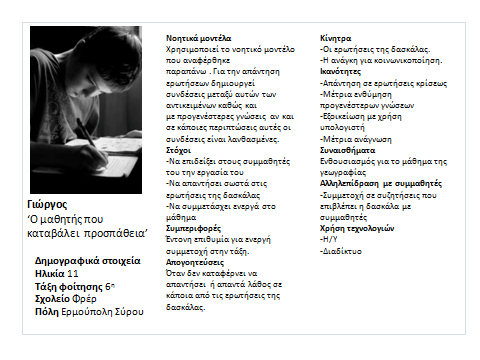 Γιώργος
‘Ο μαθητής που
καταβάλει προσπάθεια’
Δημογραφικά στοιχεία
Ηλικία 11
Τάξη φοίτησης 6η
Σχολείο Φρέρ
Πόλη Ερμούπολη Σύρου
Νοητικά μοντέλα
Χρησιμοποιεί το νοητικό μοντέλο
που αναφέρθηκε
παραπάνω . Για την απάντηση
ερωτήσεων δημιουργεί
συνδέσεις μεταξύ αυτών των
αντικειμένων καθώς και
με προγενέστερες γνώσεις αν και
σε κάποιες περιπτώσεις αυτές οι
συνδέσεις είναι λανθασμένες.
Στόχοι
-Να επιδείξει στους συμμαθητές
του την εργασία του
-Να απαντήσει σωστά στις
ερωτήσεις της δασκάλας
-Να συμμετάσχει ενεργά στο
μάθημα
Συμπεριφορές
Έντονη επιθυμία για ενεργή
συμμετοχή στην τάξη.
Απογοητεύσεις
Όταν δεν καταφέρνει να
απαντήσει ή απαντά λάθος σε
κάποια από τις ερωτήσεις της
δασκάλας.
Κίνητρα
-Οι ερωτήσεις της δασκάλας.
-Η ανάγκη για κοινωνικοποίηση.
Ικανότητες
-Απάντηση σε ερωτήσεις κρίσεως
-Μέτρια ενθύμηση
προγενέστερων γνώσεων
-Εξοικείωση με χρήση
υπολογιστή
-Μέτρια ανάγνωση
Συναισθήματα
Ενθουσιασμός για το μάθημα της
γεωγραφίας
Αλληλεπίδραση με συμμαθητές
-Συμμετοχή σε συζητήσεις που
επιβλέπει η δασκάλα με
συμμαθητές
Χρήση τεχνολογιών
-Η/Υ
-Διαδίκτυο